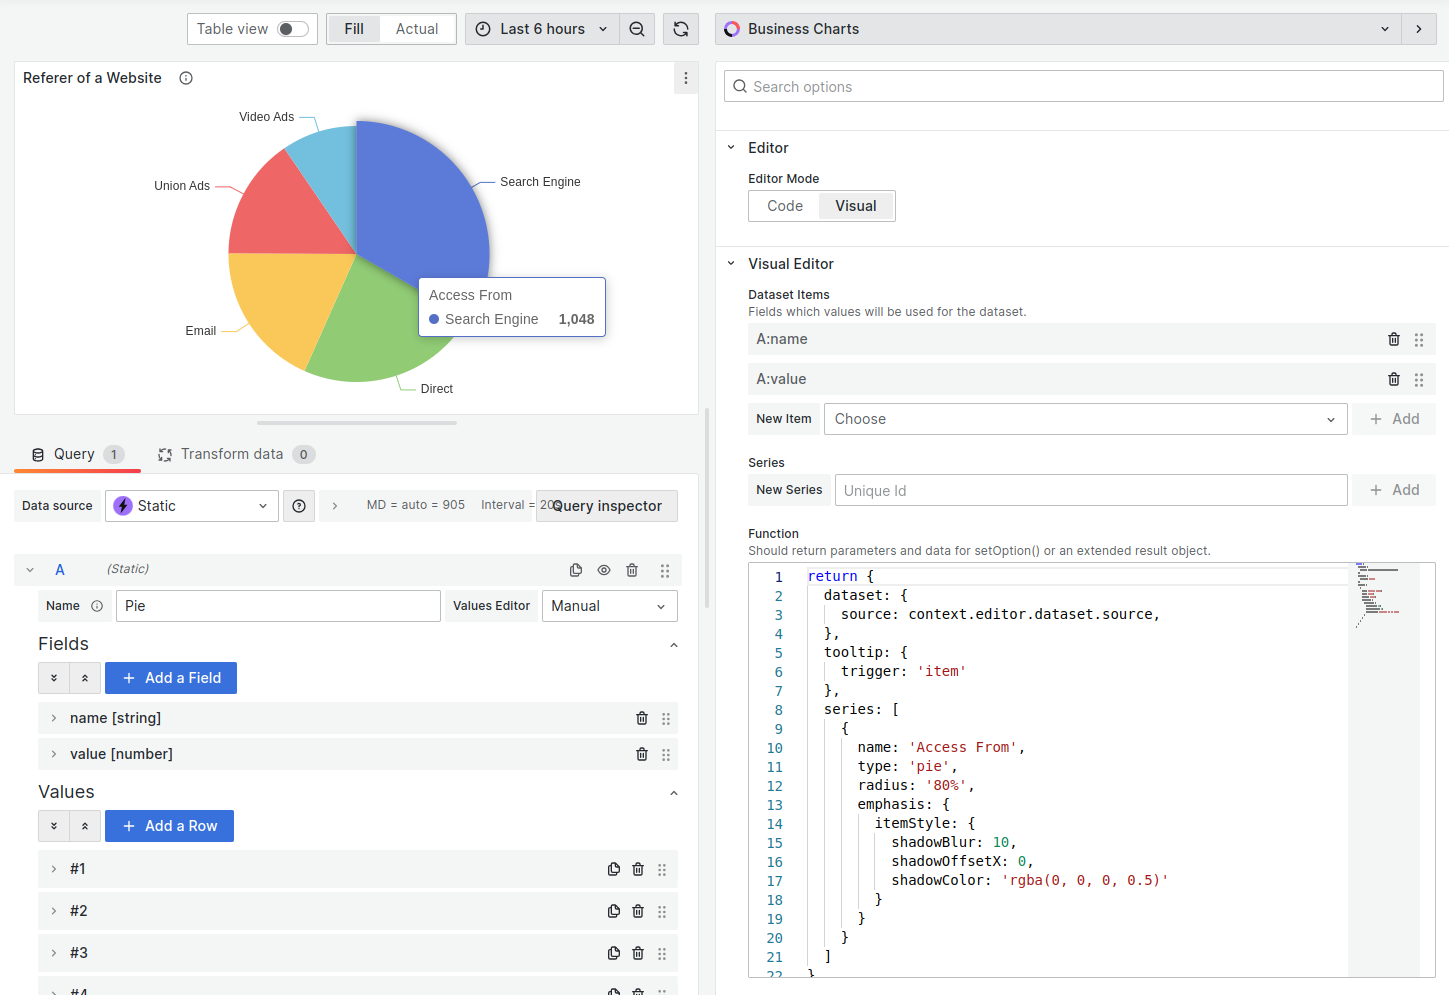 Table view
Fill
Actual
Last 6 hours
Business Charts
Referer of a Website
Video Ads
Union Ads
Search Engine
Access From
Search Engine 1,048
Email
Direct
Query 1
Transform data 0
Data source
Static
MD = auto = 905 Interval = 20s
Query inspector
A (Static)
Name
Pie
Values Editor
Manual
Fields
Add a Field
name [string]
value [number]
Values
Add a Row
#1
#2
#3
#4
Search options
Editor
Editor Mode
Code
Visual
Visual Editor
Dataset Items
Fields which values will be used for the dataset.
A:name
A:value
New Item
Choose
Add
Series
New Series
Unique Id
Add
Function
Should return parameters and data for setOption() or an extended result object.
1 return {
2 dataset: {
3 source: context.editor.dataset.source,
4 },
5 tooltip: {
6 trigger: 'item'
7 },
8 series: [
9 {
10 name: 'Access From',
11 type: 'pie',
12 radius: '80%',
13 emphasis: {
14 itemStyle: {
15 shadowBlur: 10,
16 shadowOffsetX: 0,
17 shadowColor: 'rgba(0, 0, 0, 0.5)'
18 }
19 }
20 }
21 ]
22 }